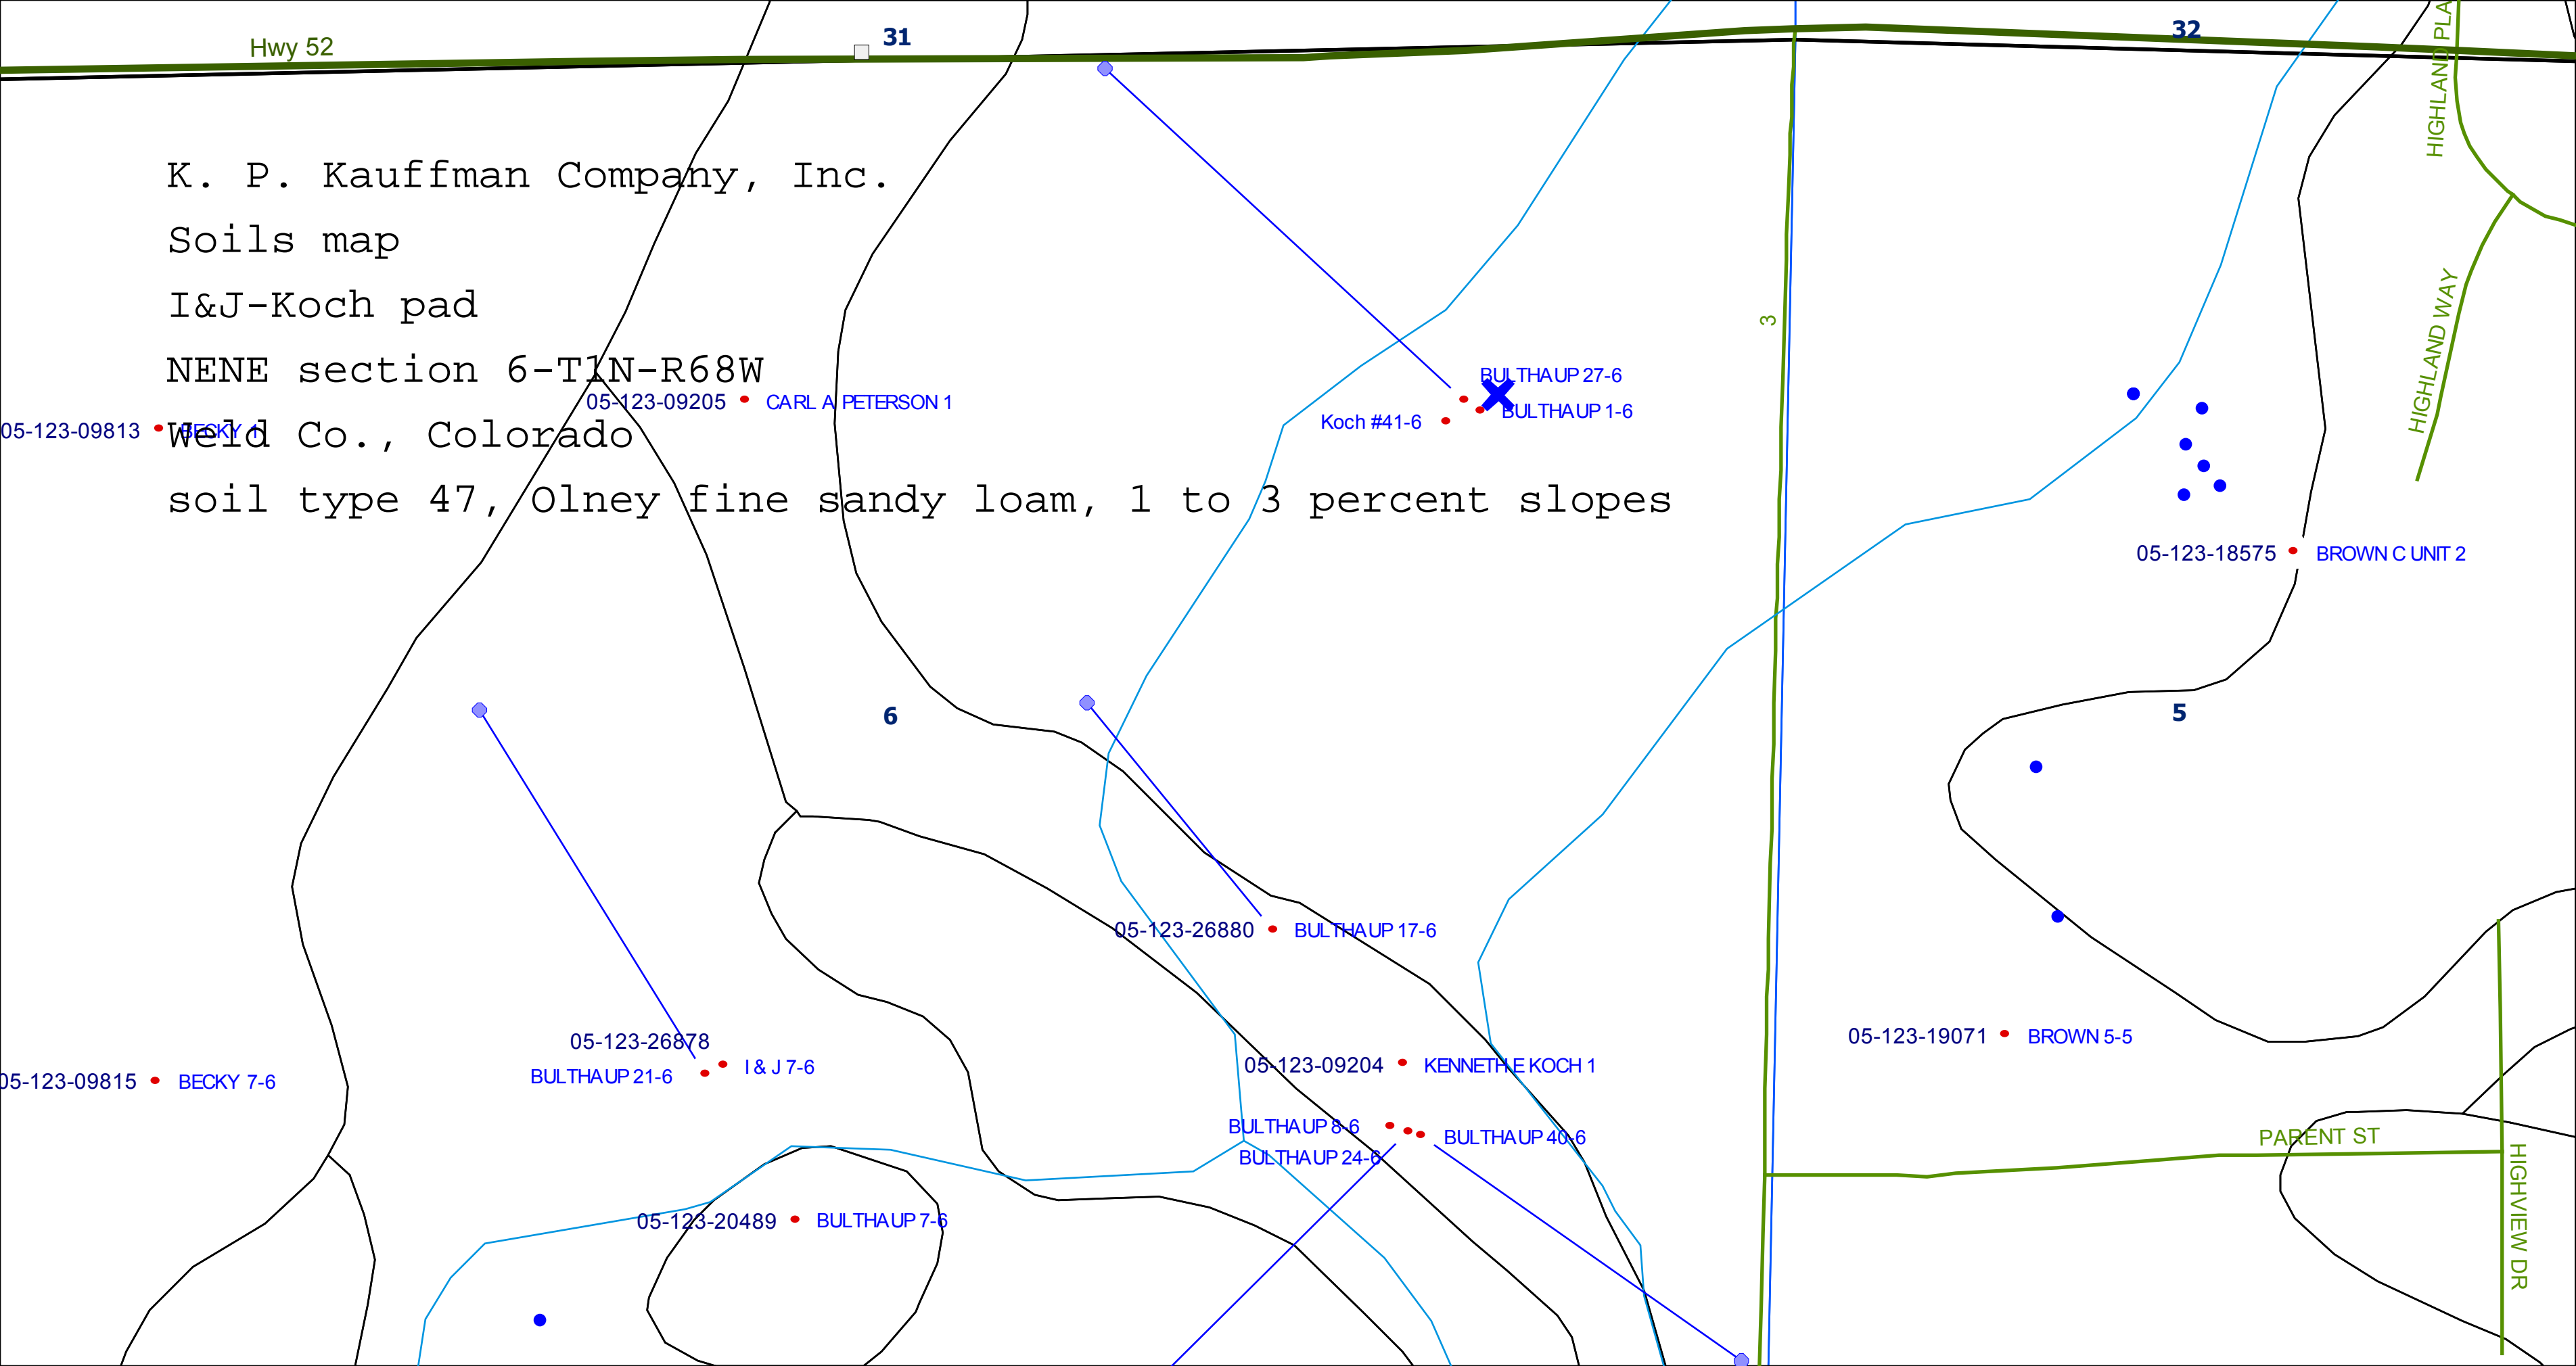 31
32
Hwy 52
HIGHLAND PLA
K. P. Kauffman Company, Inc.
Soils map
I&J-Koch pad
NENE section 6-T1N-R68W
Weld Co., Colorado
soil type 47, Olney fine sandy loam, 1 to 3 percent slopes
3
HIGHLAND WAY
BULTHAUP 27-6
05-123-09205 CARL A PETERSON 1
BULTHAUP 1-6
Koch #41-6
05-123-09813 BECKY 1
05-123-18575 BROWN C UNIT 2
6
5
05-123-26880 BULTHAUP 17-6
05-123-19071 BROWN 5-5
05-123-26878
I & J 7-6
BULTHAUP 21-6
05-123-09204 KENNETH E KOCH 1
05-123-09815 BECKY 7-6
BULTHAUP 8-6
BULTHAUP 40-6
BULTHAUP 24-6
PARENT ST
HIGHVIEW DR
05-123-20489 BULTHAUP 7-6